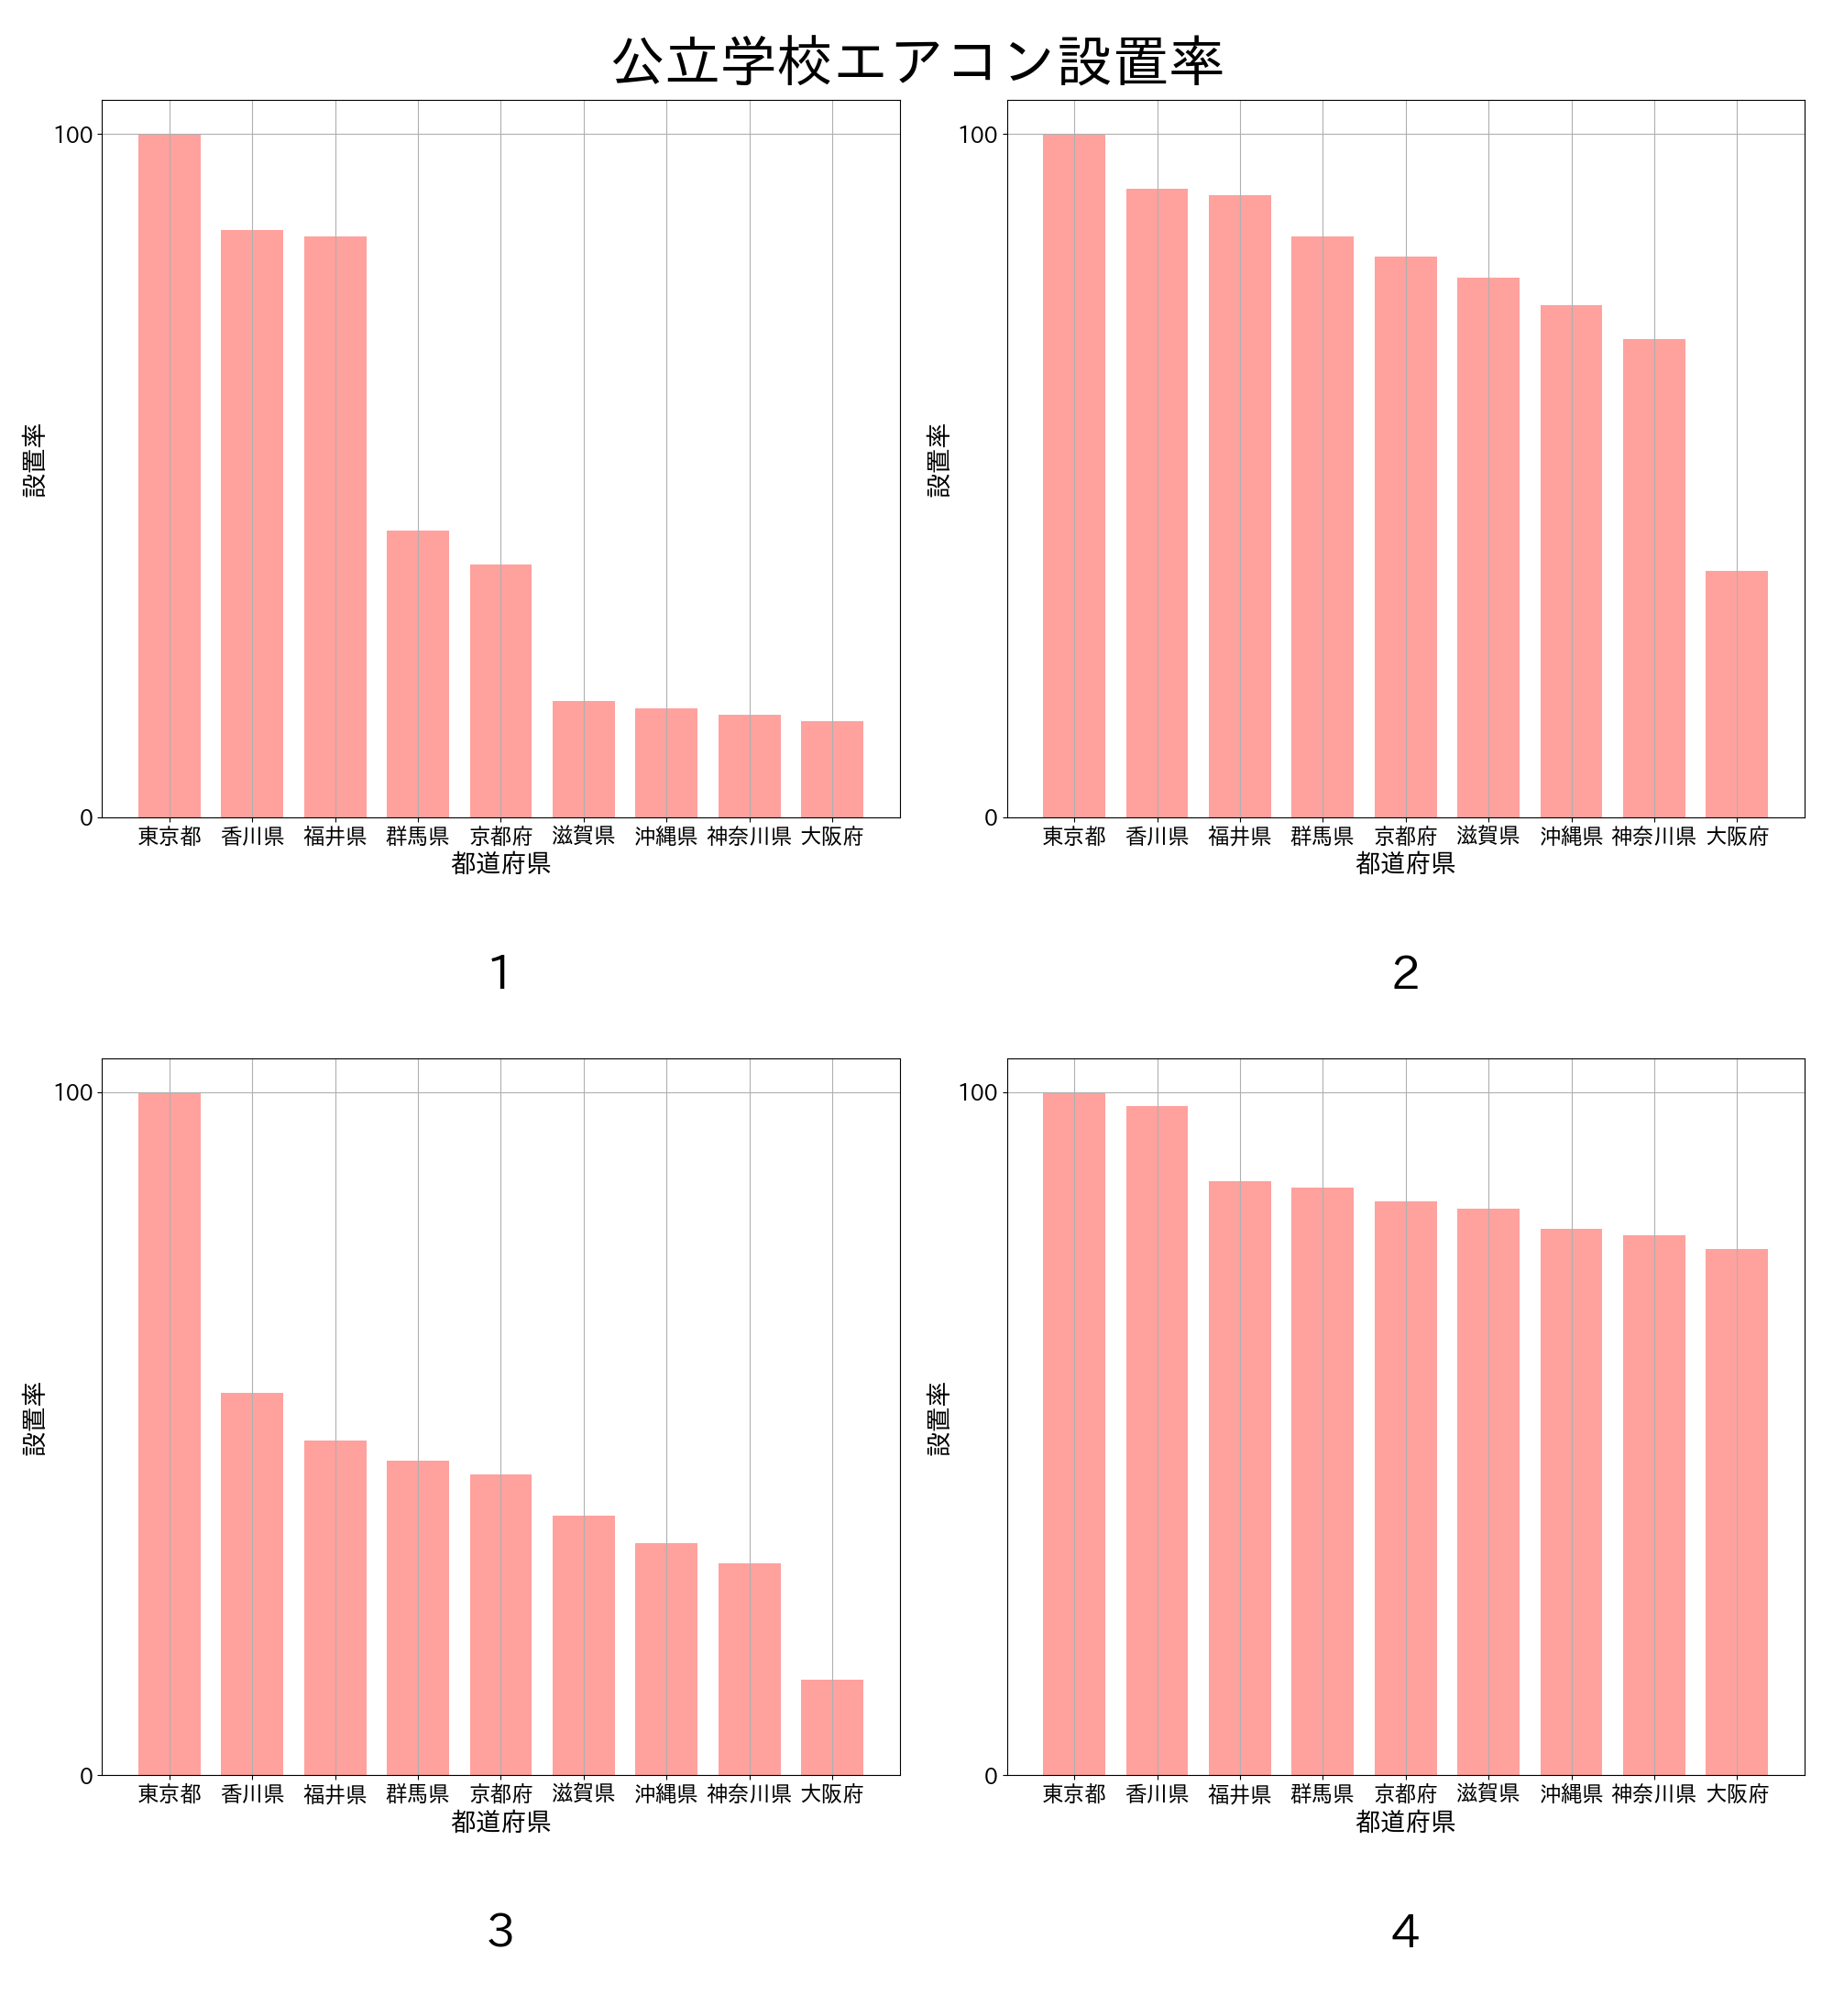 公立学校エアコン設置率
100
設置率
0
東京都 香川県 福井県 群馬県 京都府 滋賀県 沖縄県 神奈川県 大阪府
都道府県
1
100
設置率
0
東京都 香川県 福井県 群馬県 京都府 滋賀県 沖縄県 神奈川県 大阪府
都道府県
2
100
設置率
0
東京都 香川県 福井県 群馬県 京都府 滋賀県 沖縄県 神奈川県 大阪府
都道府県
3
100
設置率
0
東京都 香川県 福井県 群馬県 京都府 滋賀県 沖縄県 神奈川県 大阪府
都道府県
4